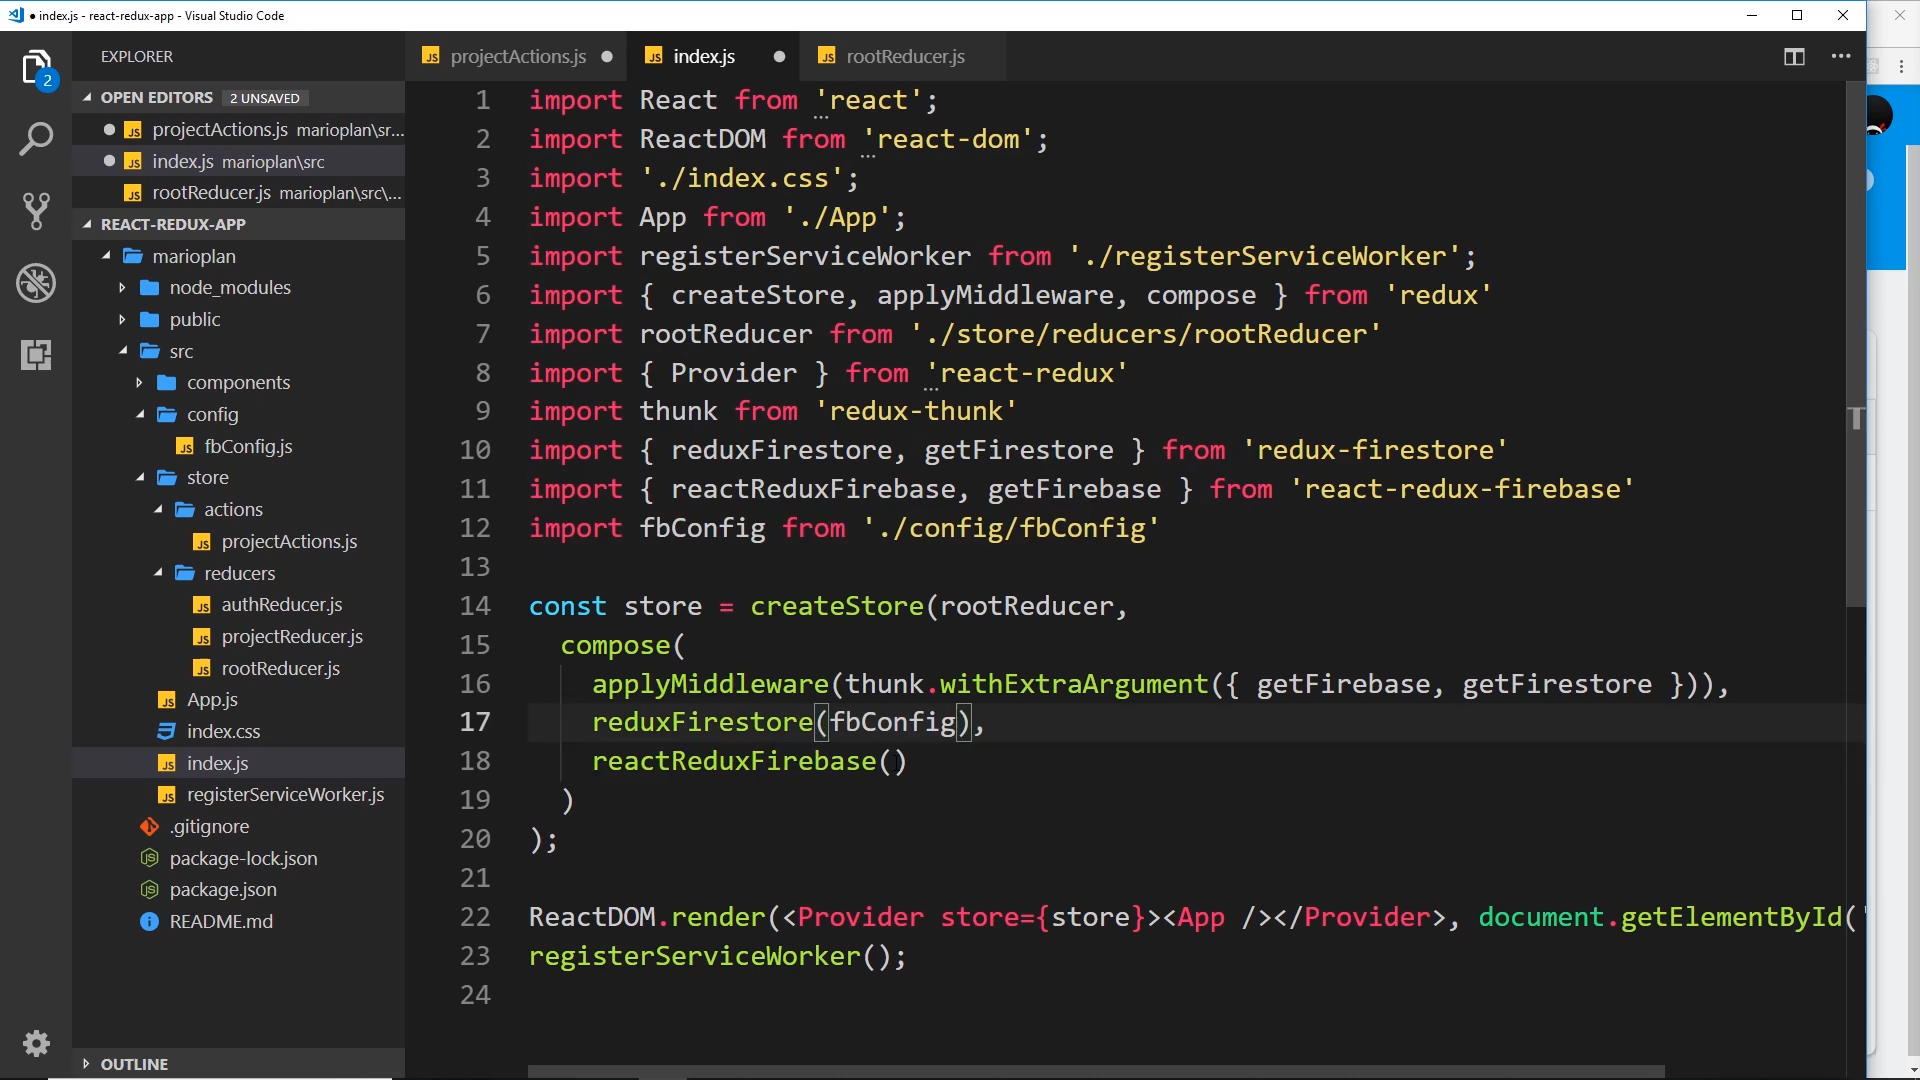 index.js - react-redux-app - Visual Studio Code
2
EXPLORER
OPEN EDITORS 2 UNSAVED
projectActions.js marioplan\sr...
index.js marioplan\src
rootReducer.js marioplan\src\...
REACT-REDUX-APP
marioplan
node_modules
public
src
components
config
fbConfig.js
store
actions
projectActions.js
reducers
authReducer.js
projectReducer.js
rootReducer.js
App.js
index.css
index.js
registerServiceWorker.js
.gitignore
package-lock.json
package.json
README.md
OUTLINE
projectActions.js index.js rootReducer.js
1 import React from 'react';
2 import ReactDOM from 'react-dom';
3 import './index.css';
4 import App from './App';
5 import registerServiceWorker from './registerServiceWorker';
6 import { createStore, applyMiddleware, compose } from 'redux'
7 import rootReducer from './store/reducers/rootReducer'
8 import { Provider } from 'react-redux'
9 import thunk from 'redux-thunk'
10 import { reduxFirestore, getFirestore } from 'redux-firestore'
11 import { reactReduxFirebase, getFirebase } from 'react-redux-firebase'
12 import fbConfig from './config/fbConfig'
13
14 const store = createStore(rootReducer,
15 compose(
16 applyMiddleware(thunk.withExtraArgument({ getFirebase, getFirestore })),
17 reduxFirestore(fbConfig),
18 reactReduxFirebase()
19 )
20 );
21
22 ReactDOM.render(<Provider store={store}><App /></Provider>, document.getElementById('
23 registerServiceWorker();
24